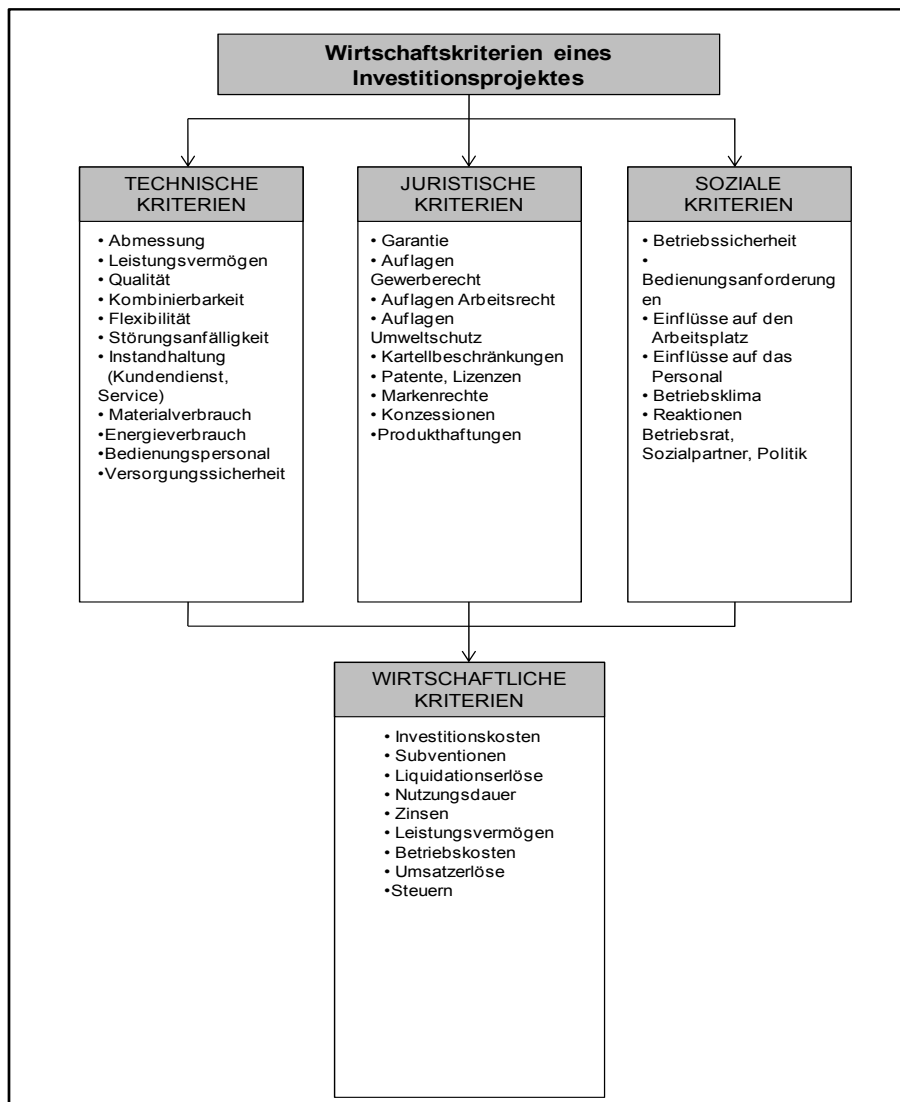 Wirtschaftskriterien eines
Investitionsprojektes
TECHNISCHE
KRITERIEN
• Abmessung
• Leistungsvermögen
• Qualität
• Kombinierbarkeit
• Flexibilität
• Störungsanfälligkeit
• Instandhaltung
(Kundendienst,
Service)
• Materialverbrauch
•Energieverbrauch
•Bedienungspersonal
•Versorgungssicherheit
JURISTISCHE
KRITERIEN
• Garantie
• Auflagen
Gewerberecht
• Auflagen Arbeitsrecht
• Auflagen
Umweltschutz
• Kartellbeschränkungen
• Patente, Lizenzen
• Markenrechte
• Konzessionen
•Produkthaftungen
SOZIALE
KRITERIEN
• Betriebssicherheit
•
Bedienungsanforderung
en
• Einflüsse auf den
Arbeitsplatz
• Einflüsse auf das
Personal
• Betriebsklima
• Reaktionen
Betriebsrat,
Sozialpartner, Politik
WIRTSCHAFTLICHE
KRITERIEN
• Investitionskosten
• Subventionen
• Liquidationserlöse
• Nutzungsdauer
• Zinsen
• Leistungsvermögen
• Betriebskosten
• Umsatzerlöse
•Steuern